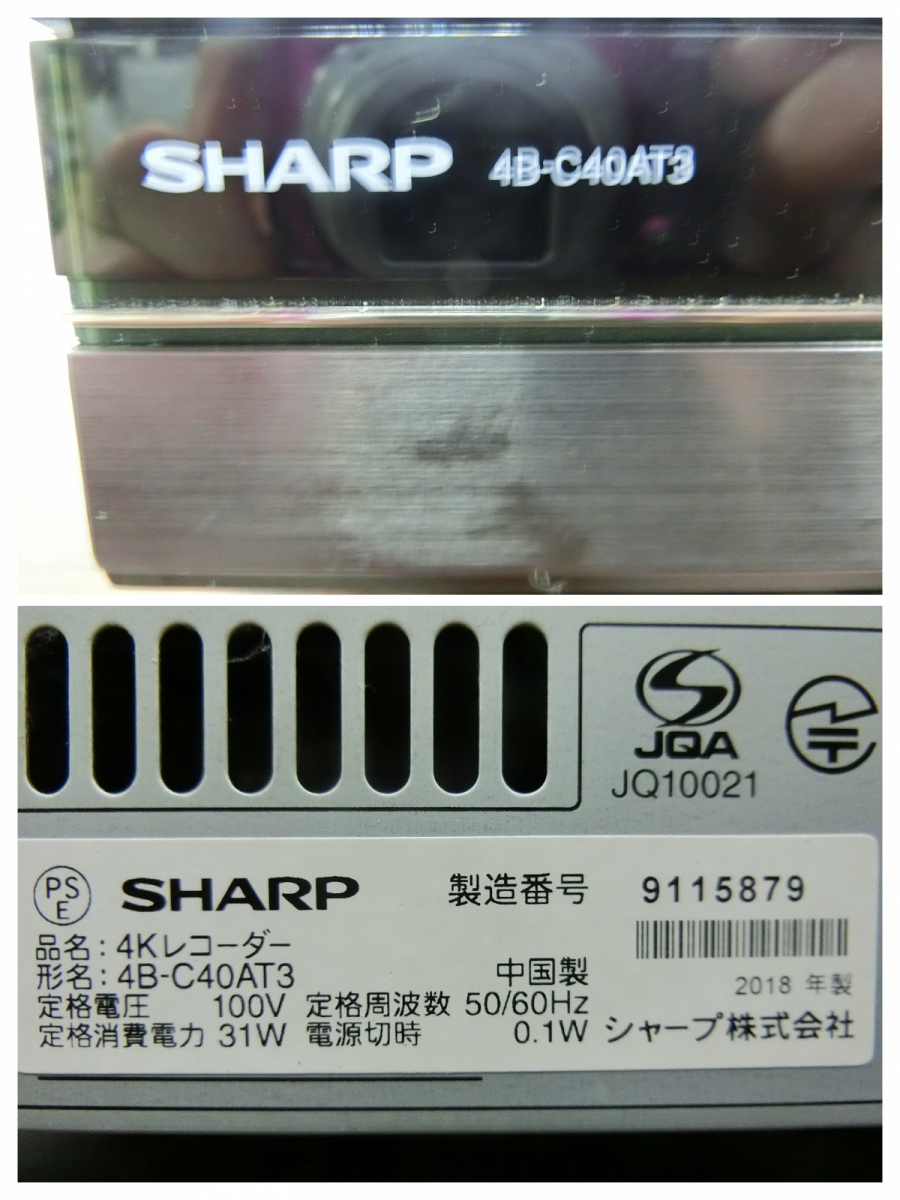 SHARP 4B-C40AT3
JQA
JQ10021
PS
E
SHARP 製造番号 9115879
品名:4Kレコーダー
形名:4B-C40AT3 中国製 2018 年製
定格電圧 100V 定格周波数 50/60Hz
定格消費電力 31W 電源切時 0.1W シャープ株式会社